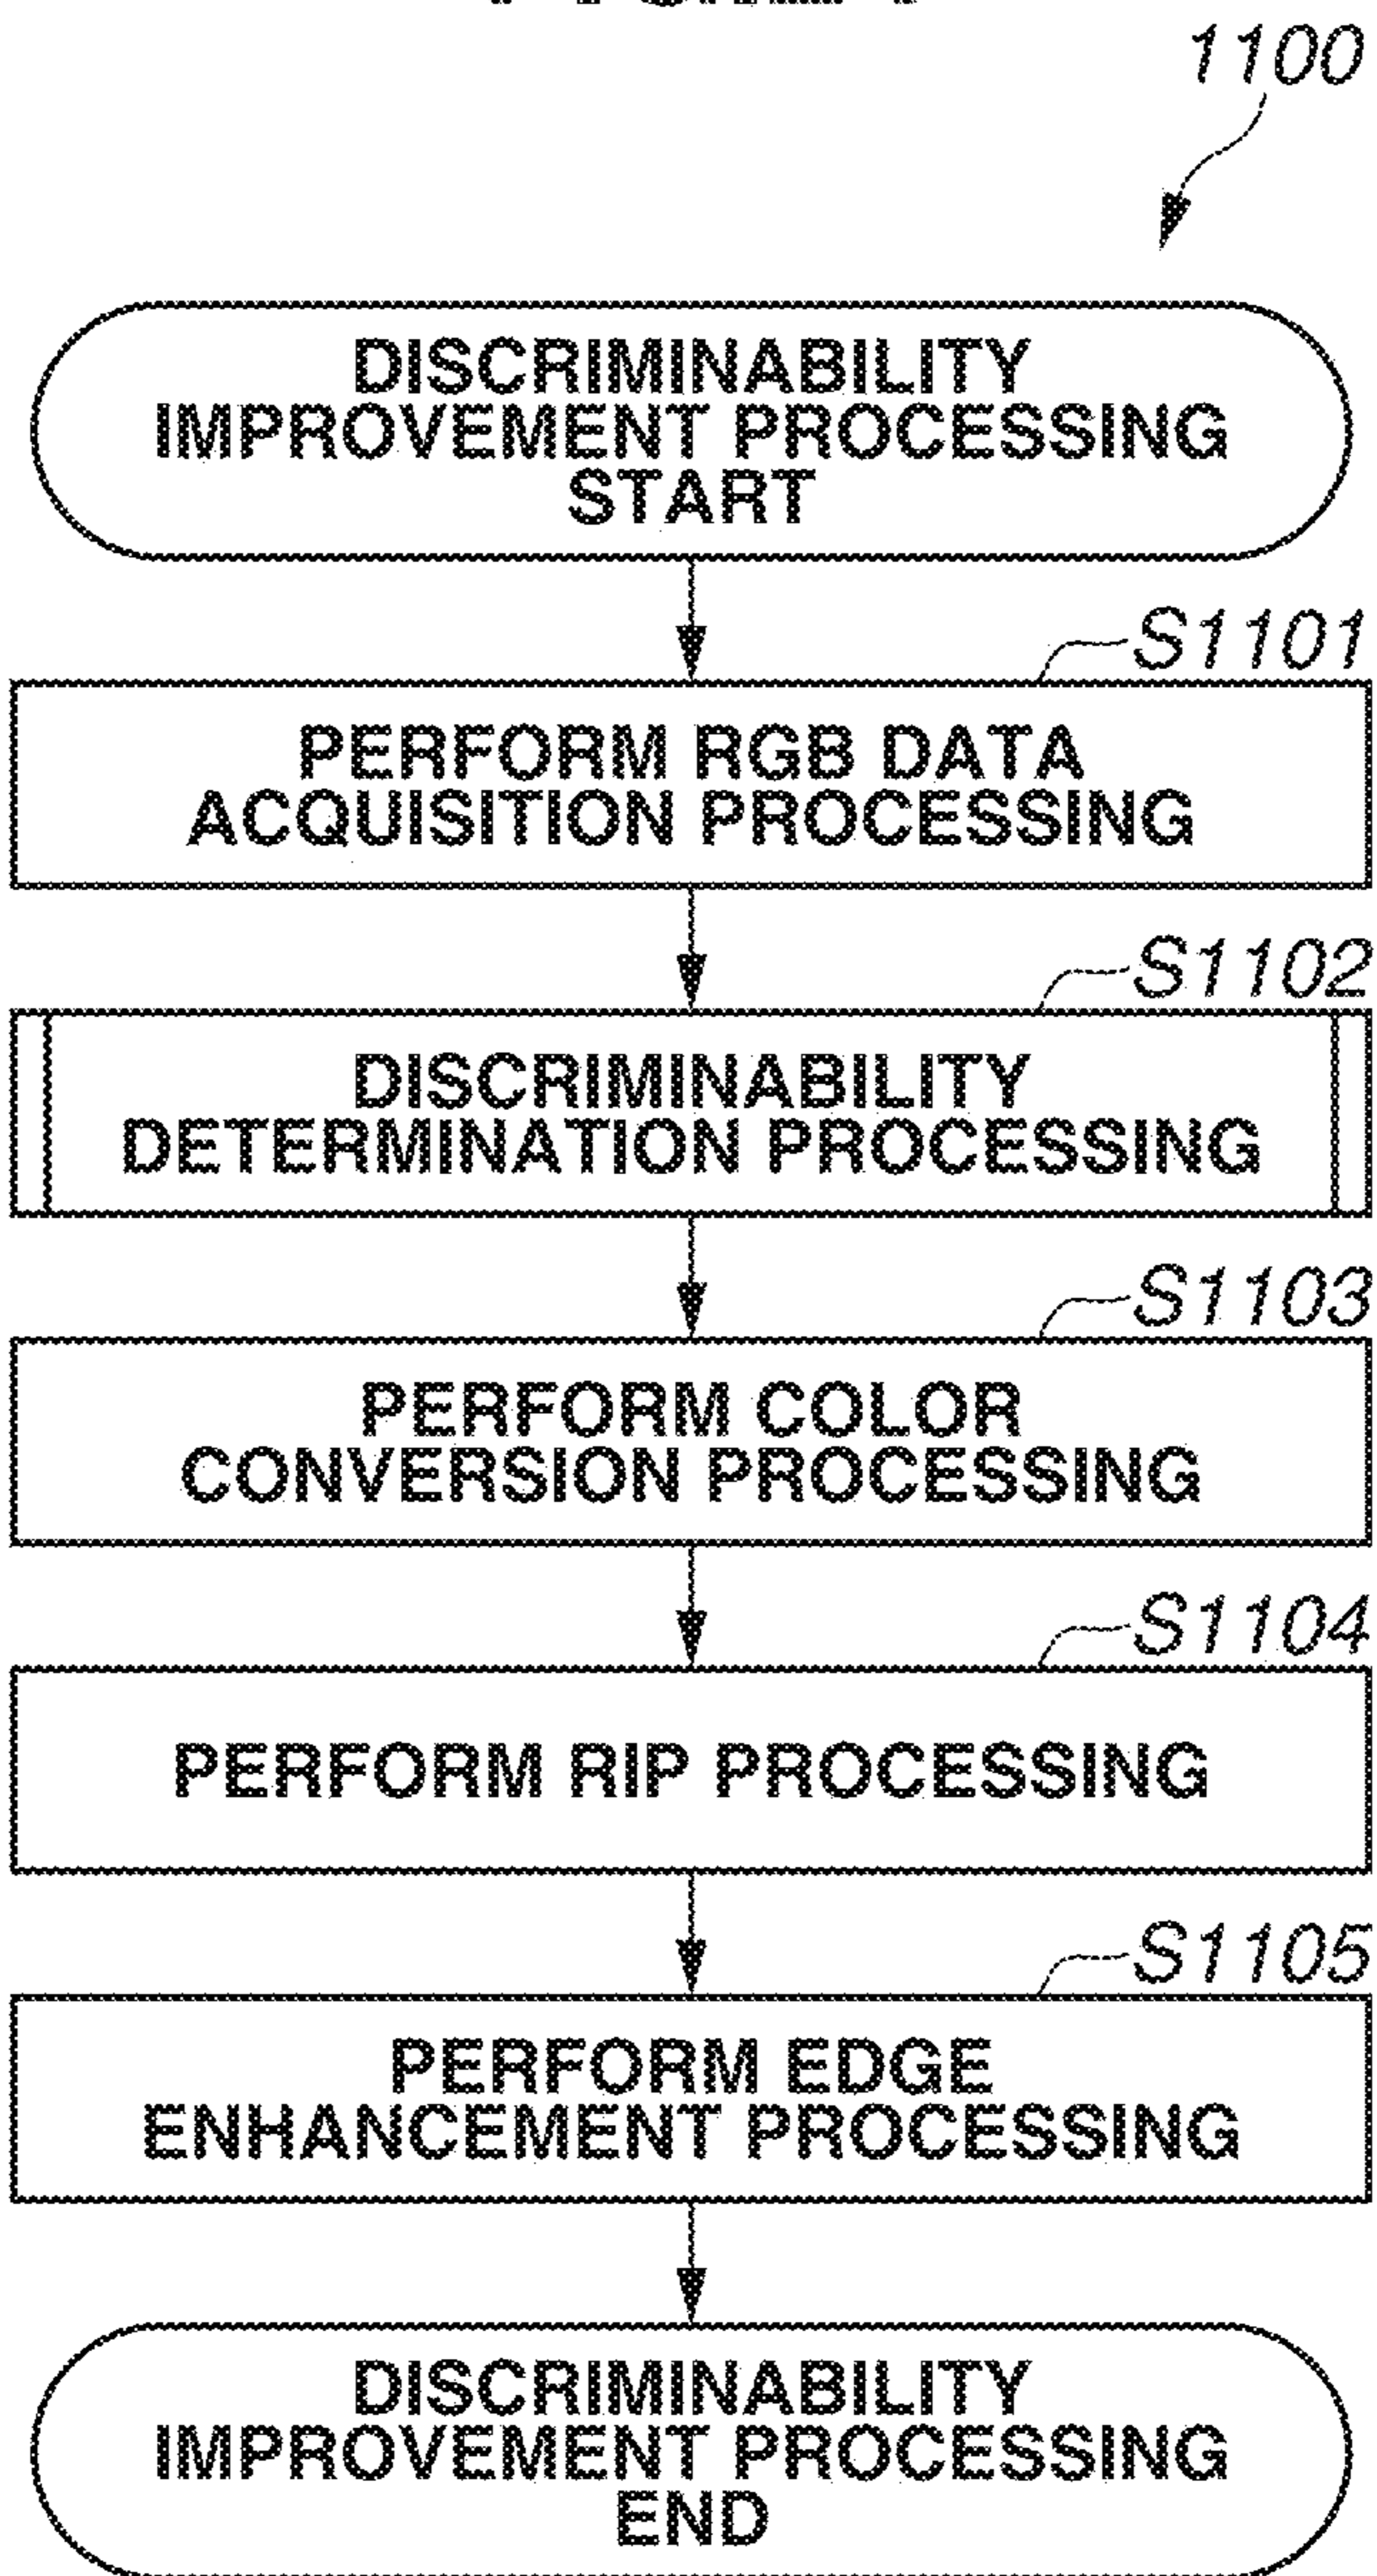 1100
DISCRIMINABILITY
IMPROVEMENT PROCESSING
START
S1101
PERFORM RGB DATA
ACQUISITION PROCESSING
S1102
DISCRIMINABILITY
DETERMINATION PROCESSING
S1103
PERFORM COLOR
CONVERSION PROCESSING
S1104
PERFORM RIP PROCESSING
S1105
PERFORM EDGE
ENHANCEMENT PROCESSING
DISCRIMINABILITY
IMPROVEMENT PROCESSING
END